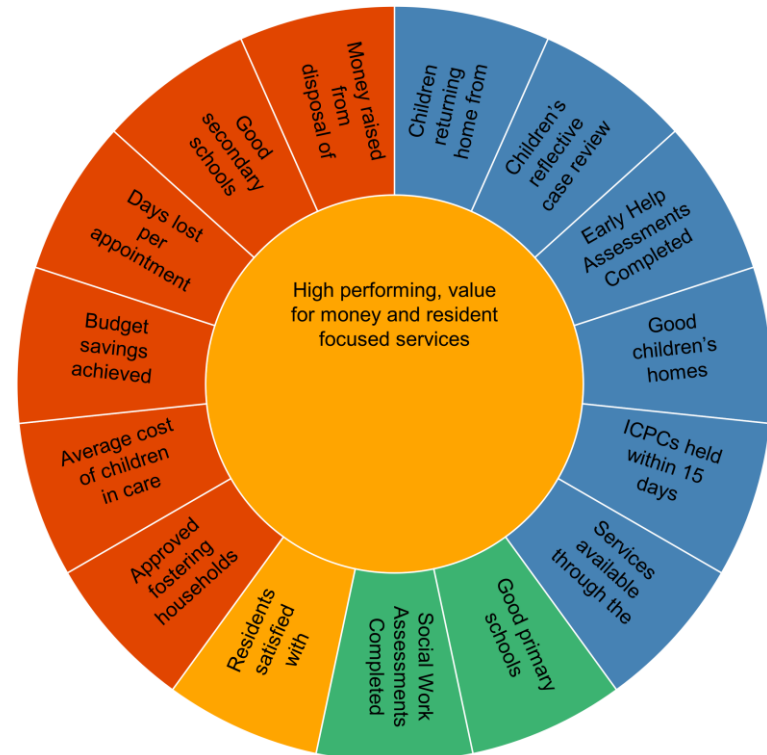 High performing, value
for money and resident
focused services
Children
returning
home from
Children's
reflective
case review
Early Help
Assessments
Completed
Good
children's
homes
ICPCs held
within 15
days
Services
available
through the
Good primary
schools
Social Work
Assessments
Completed
Residents
satisfied
with
Approved
fostering
households
Average cost
of children
in care
Budget
savings
achieved
Days lost
per
appointment
Good
secondary
schools
Money raised
from
disposal of